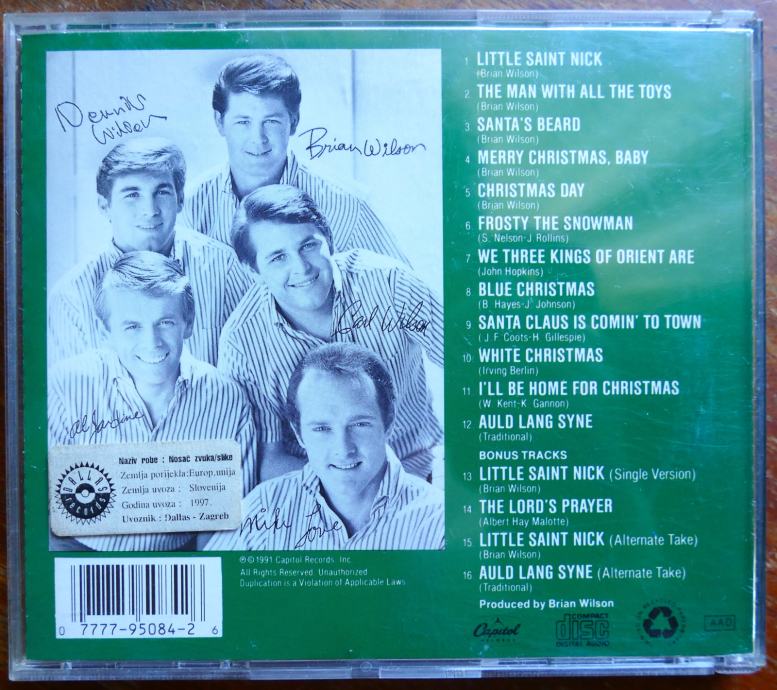 Dennis
Wilson
Brian Wilson
Carl Wilson
al Jardine
Mike Love
DALLAS
RECORDS
Naziv robe : Nosač zvuka/slike
Zemlja porijekla:Europ.unija
Zemlja uvoza : Slovenija
Godina uvoza : 1997.
Uvoznik : Dallas - Zagreb
0 7777-95084-2 6
℗©1991 Capitol Records, Inc.
All Rights Reserved. Unauthorized
Duplication is a Violation of Applicable Laws
1 LITTLE SAINT NICK
(Brian Wilson)
2. THE MAN WITH ALL THE TOYS
(Brian Wilson)
3. SANTA'S BEARD
(Brian Wilson)
4 MERRY CHRISTMAS, BABY
(Brian Wilson)
5. CHRISTMAS DAY
(Brian Wilson)
6 FROSTY THE SNOWMAN
(S. Nelson-J. Rollins)
7 WE THREE KINGS OF ORIENT ARE
(John Hopkins)
8. BLUE CHRISTMAS
(B. Hayes-J. Johnson)
9 SANTA CLAUS IS COMIN' TO TOWN
(J.F. Coots-H. Gillespie)
10 WHITE CHRISTMAS
(Irving Berlin)
11 I'LL BE HOME FOR CHRISTMAS
(W. Kent-K. Gannon)
12 AULD LANG SYNE
(Traditional)
BONUS TRACKS
13 LITTLE SAINT NICK (Single Version)
(Brian Wilson)
14 THE LORD'S PRAYER
(Albert Hay Malotte)
15 LITTLE SAINT NICK (Alternate Take)
(Brian Wilson)
16 AULD LANG SYNE (Alternate Take)
(Traditional)
Produced by Brian Wilson
Capitol
RECORDS
COMPACT
disc
DIGITAL AUDIO
AAD